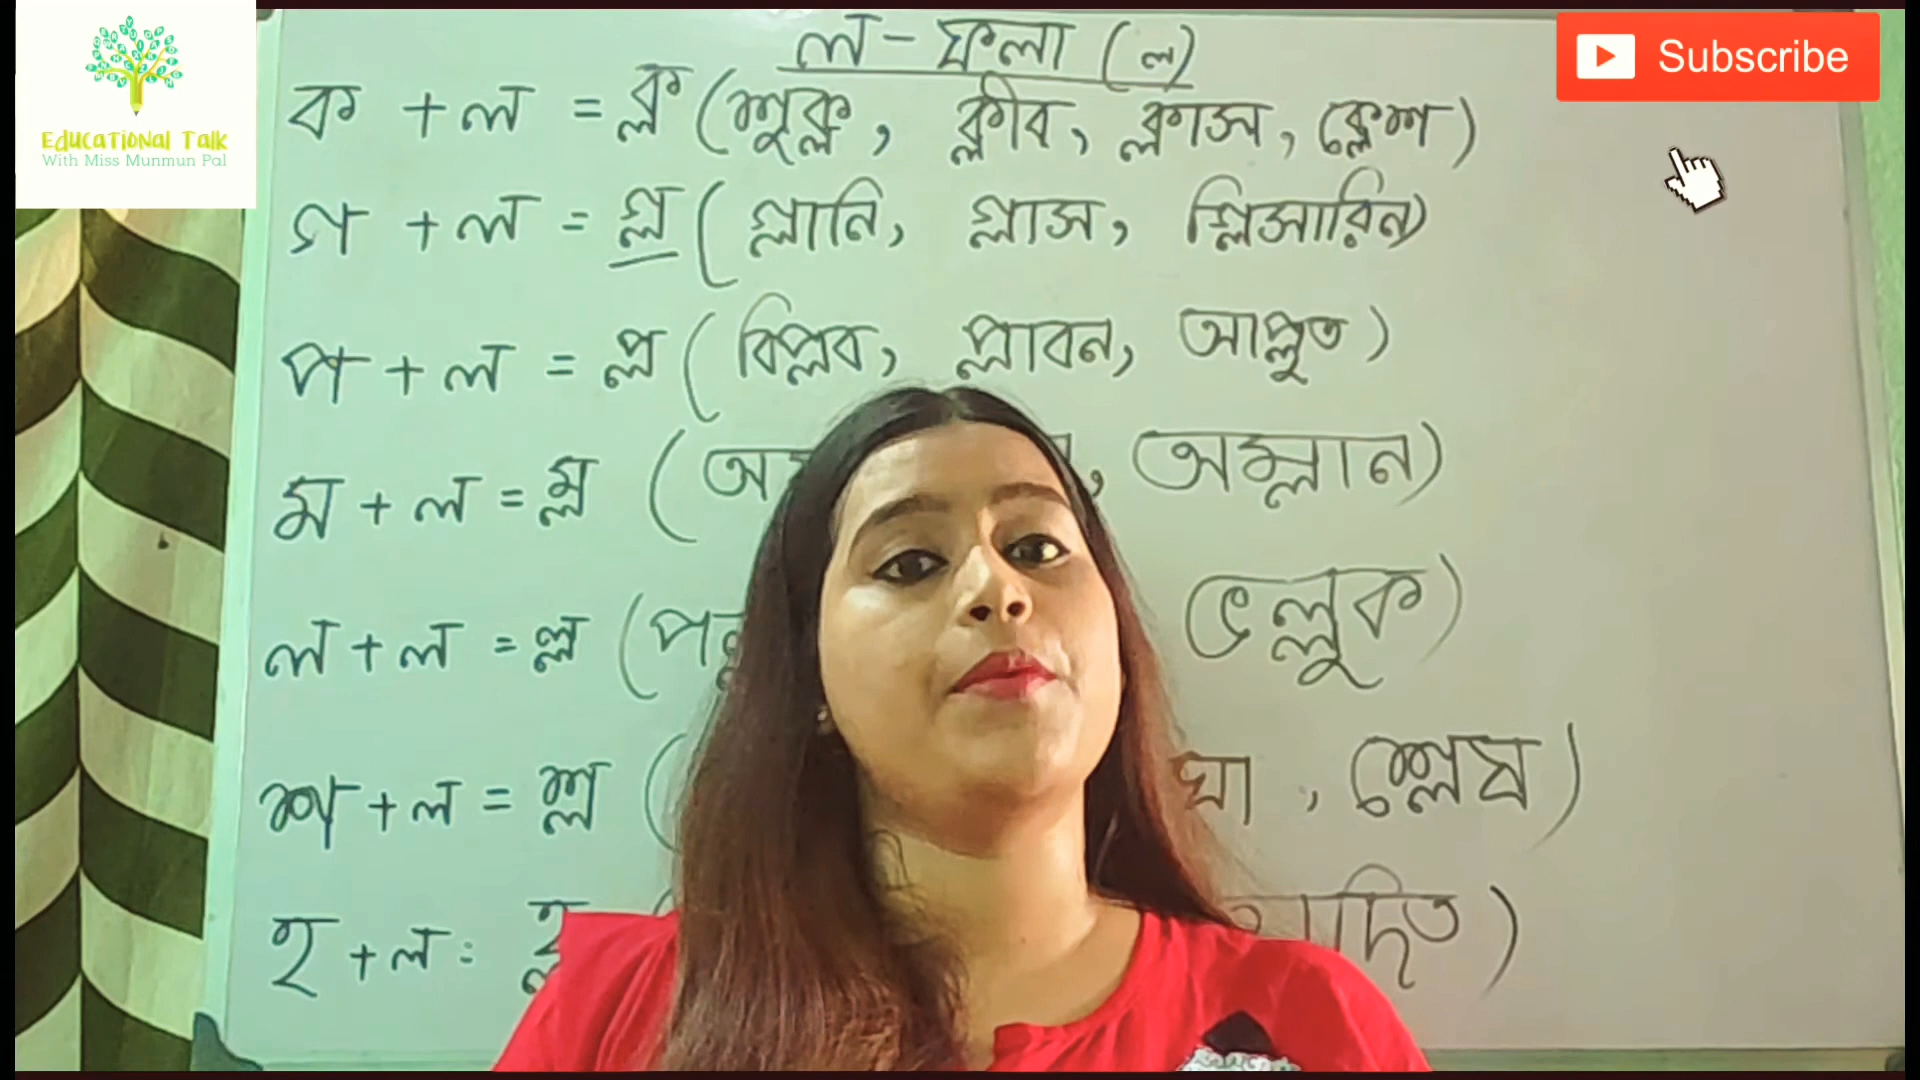 Educational Talk
With Miss Munmun Pal
Subscribe
ল - ফলা (ল)
ক + ল = ক্ল (শুক্ল, ক্লীব, ক্লাস, ক্লেশ)
গ + ল = গ্ল (গ্লানি, গ্লাস, গ্লিসারিন)
প + ল = প্ল (বিপ্লব, প্লাবন, আপ্লুত)
ম + ল = ম্ল ( , অম্লান)
ল + ল = ল্ল ( ভল্লুক)
শ + ল = শ্ল ( , শ্লেষ)
হ + ল = হ্ল ( )